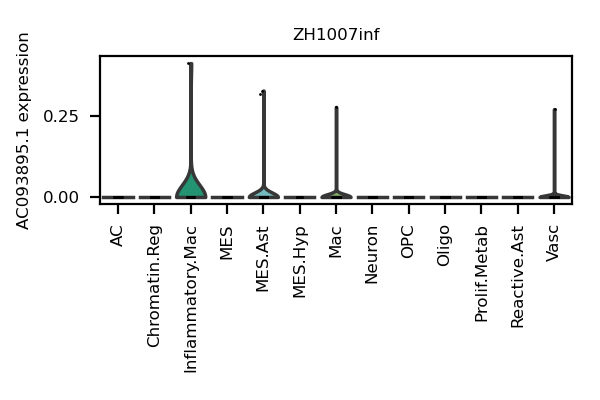 ZH1007inf
AC093895.1 expression
0.25
0.00
AC
Chromatin.Reg
Inflammatory.Mac
MES
MES.Ast
MES.Hyp
Mac
Neuron
OPC
Oligo
Prolif.Metab
Reactive.Ast
Vasc